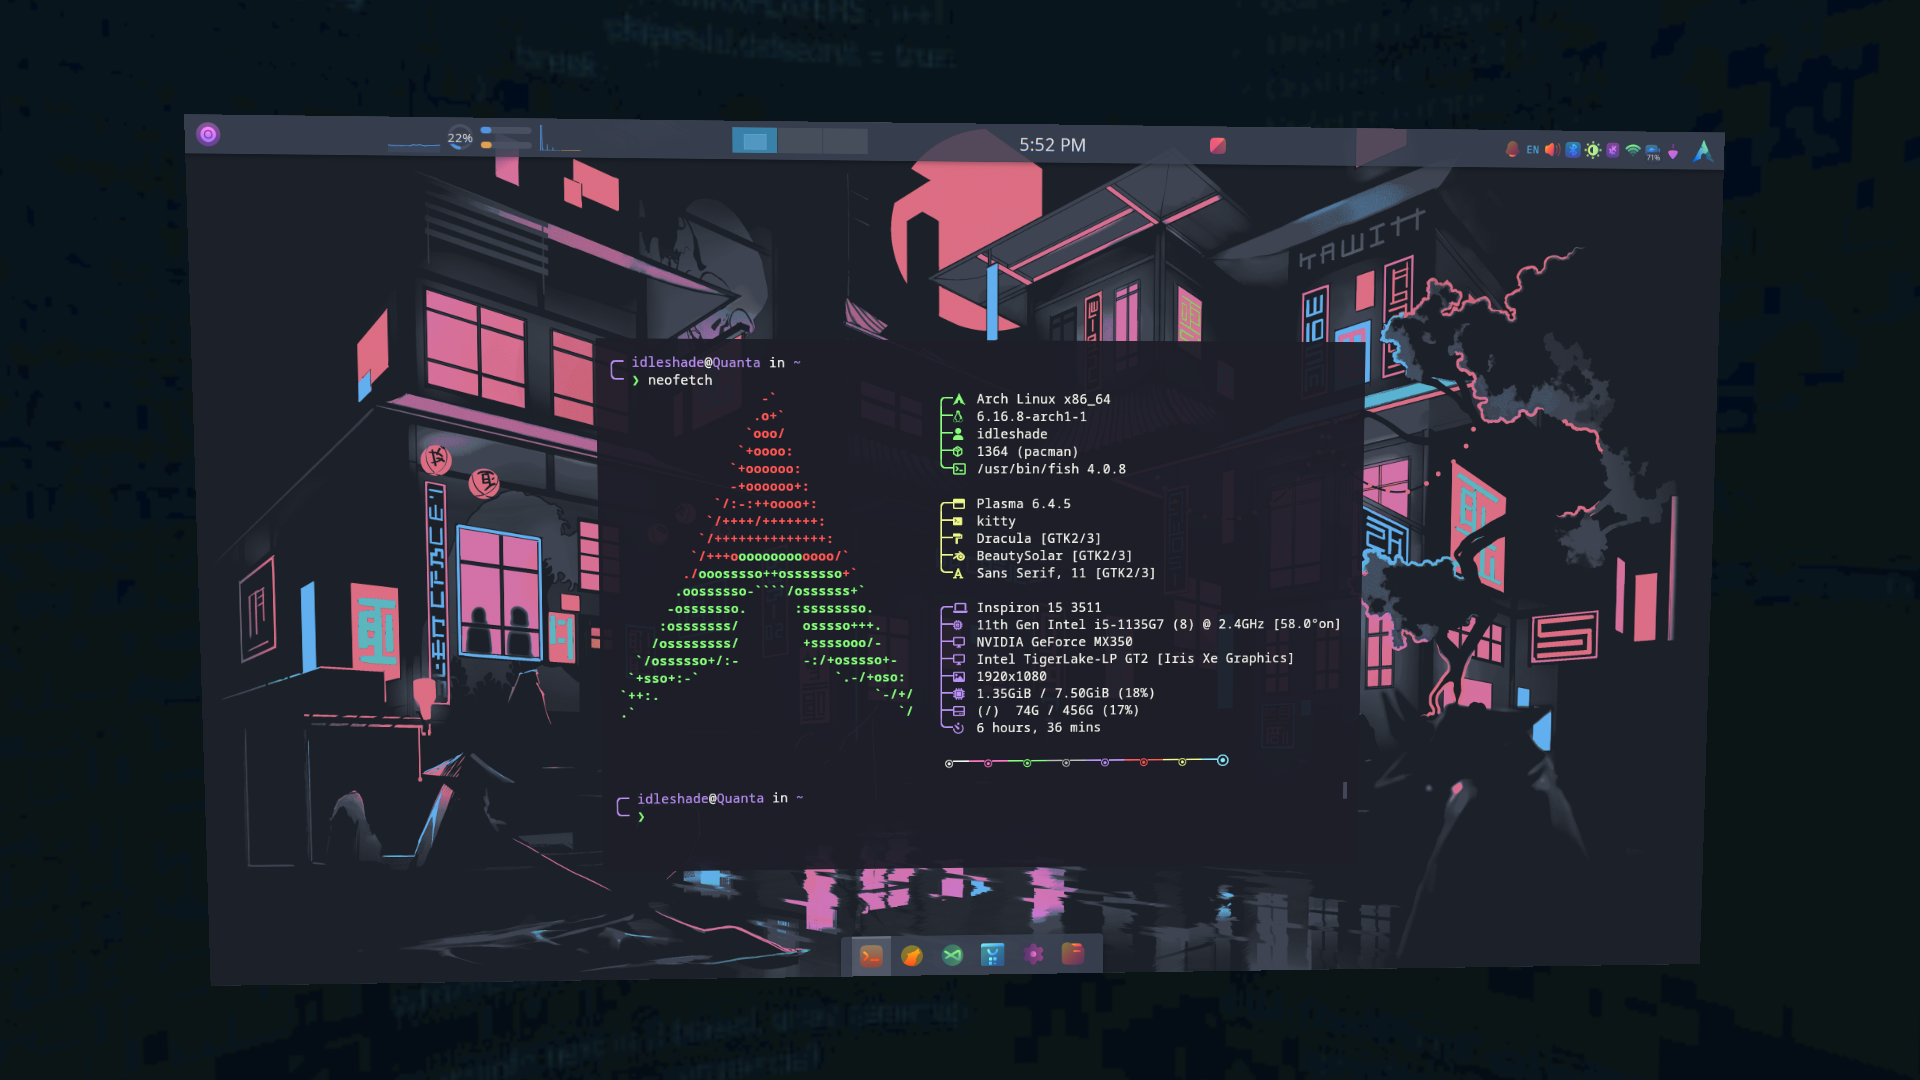 22%
5:52 PM
EN
71%
idleshade@Quanta in ~
❯ neofetch
-`
.o+`
`ooo/
`+oooo:
`+oooooo:
-+oooooo+:
`/:-:++oooo+:
`/++++/+++++++:
`/++++++++++++++:
`/+++ooooooooooooo/`
./ooosssso++osssssso+`
.oossssso-````/ossssss+`
-osssssso.      :ssssssso.
:osssssss/        osssso+++.
/ossssssss/        +ssssooo/-
`/ossssso+/:-        -:/+osssso+-
`+sso+:-`                 `.-/+oso:
`++:.                           `-/+/
.`                                 `/
Arch Linux x86_64
6.16.8-arch1-1
idleshade
1364 (pacman)
/usr/bin/fish 4.0.8
Plasma 6.4.5
kitty
Dracula [GTK2/3]
BeautySolar [GTK2/3]
Sans Serif, 11 [GTK2/3]
Inspiron 15 3511
11th Gen Intel i5-1135G7 (8) @ 2.4GHz [58.0°on]
NVIDIA GeForce MX350
Intel TigerLake-LP GT2 [Iris Xe Graphics]
1920x1080
1.35GiB / 7.50GiB (18%)
(/)  74G / 456G (17%)
6 hours, 36 mins
idleshade@Quanta in ~
❯